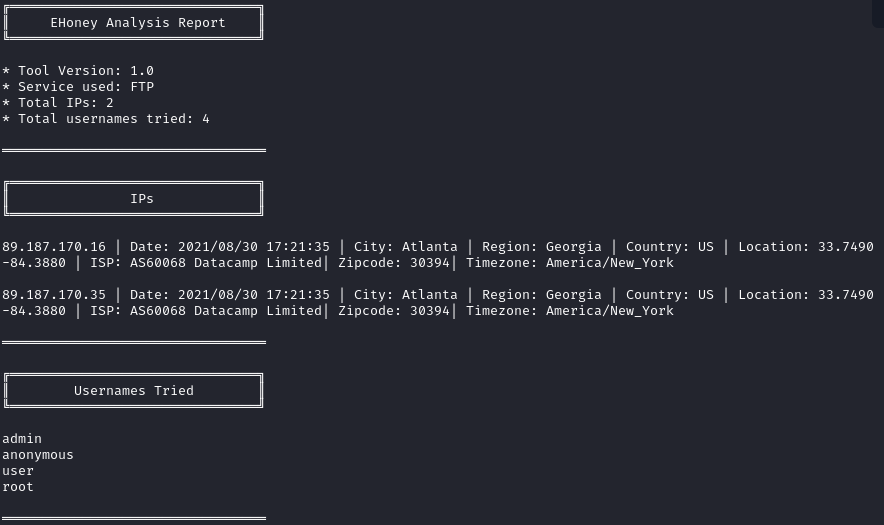 EHoney Analysis Report
* Tool Version: 1.0
* Service used: FTP
* Total IPs: 2
* Total usernames tried: 4
IPs
89.187.170.16 | Date: 2021/08/30 17:21:35 | City: Atlanta | Region: Georgia | Country: US | Location: 33.7490
-84.3880 | ISP: AS60068 Datacamp Limited| Zipcode: 30394| Timezone: America/New_York
89.187.170.35 | Date: 2021/08/30 17:21:35 | City: Atlanta | Region: Georgia | Country: US | Location: 33.7490
-84.3880 | ISP: AS60068 Datacamp Limited| Zipcode: 30394| Timezone: America/New_York
Usernames Tried
admin
anonymous
user
root